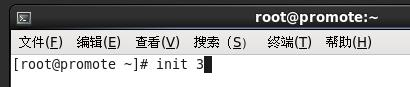 root@promote:~
文件(F) 编辑(E) 查看(V) 搜索（S） 终端(T) 帮助(H)
[root@promote ~]# init 3